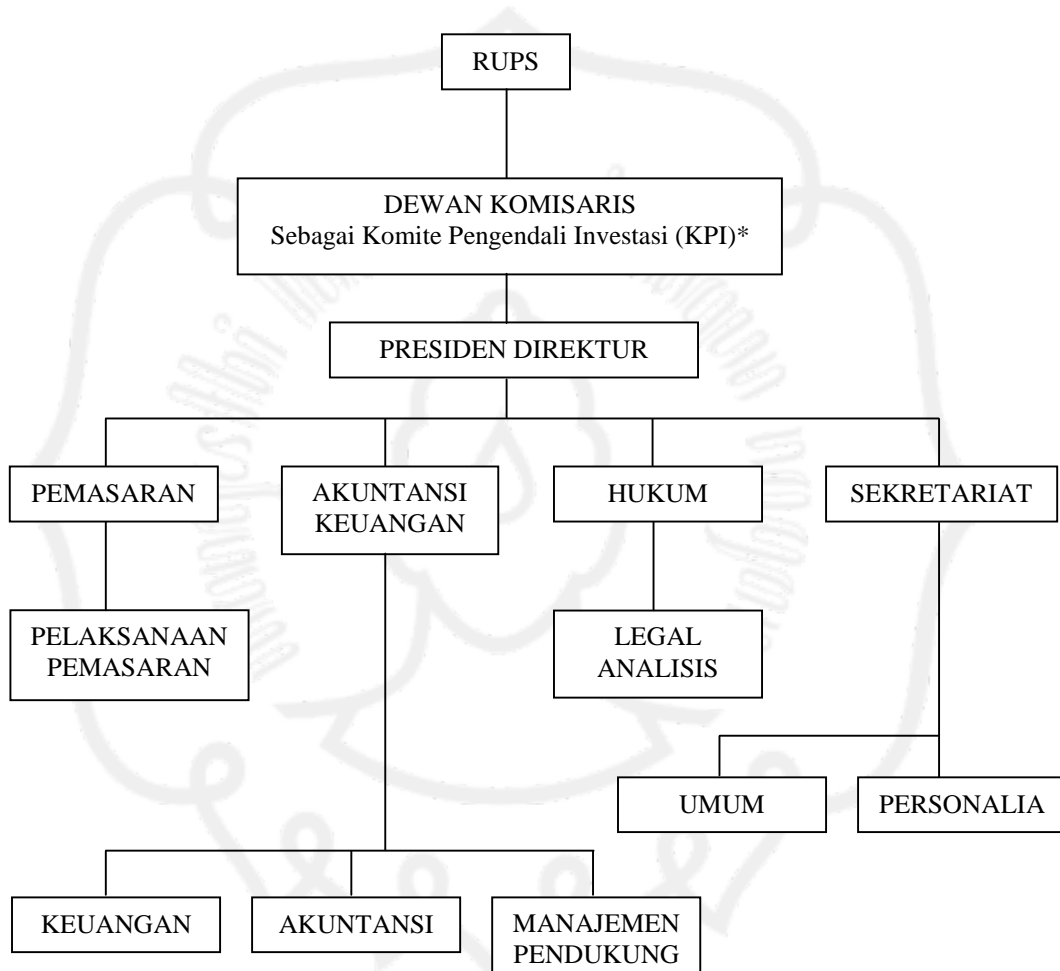 RUPS
DEWAN KOMISARIS
Sebagai Komite Pengendali Investasi (KPI)*
PRESIDEN DIREKTUR
PEMASARAN
AKUNTANSI
KEUANGAN
HUKUM
SEKRETARIAT
PELAKSANAAN
PEMASARAN
LEGAL
ANALISIS
UMUM
PERSONALIA
KEUANGAN
AKUNTANSI
MANAJEMEN
PENDUKUNG